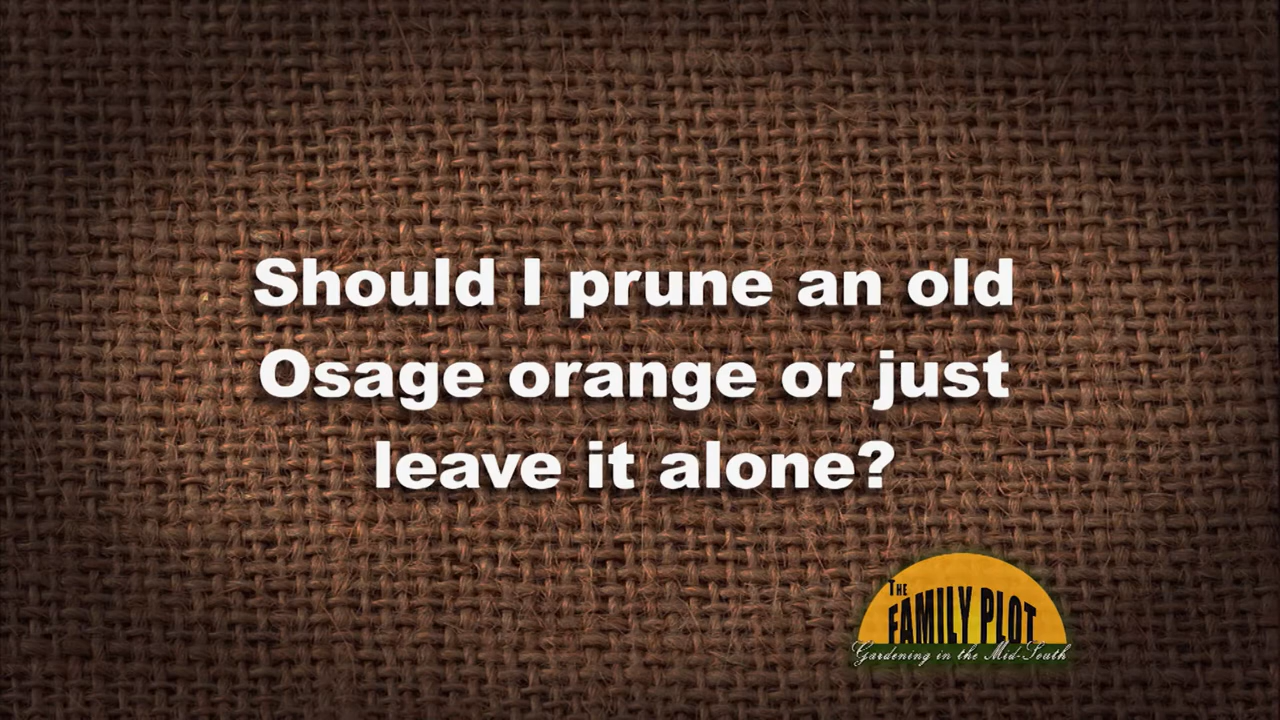 Should I prune an old
Osage orange or just
leave it alone?
THE
FAMILY PLOT
Gardening in the Mid-South